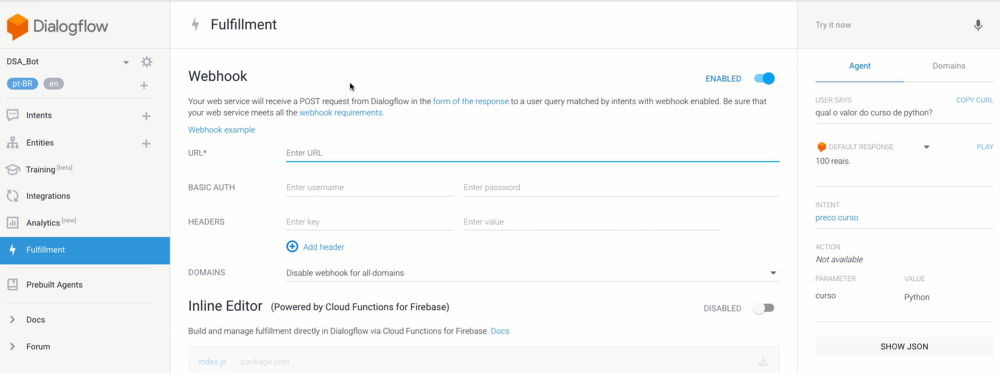 Dialogflow
DSA_Bot
pt-BR en
Intents
Entities
Training [beta]
Integrations
Analytics [new]
Fulfillment
Prebuilt Agents
Docs
Forum
Fulfillment
Webhook
ENABLED
Your web service will receive a POST request from Dialogflow in the form of the response to a user query matched by intents with webhook enabled. Be sure that
your web service meets all the webhook requirements.
Webhook example
URL* Enter URL
BASIC AUTH Enter username Enter password
HEADERS Enter key Enter value
Add header
DOMAINS Disable webhook for all domains
Inline Editor (Powered by Cloud Functions for Firebase) DISABLED
Build and manage fulfillment directly in Dialogflow via Cloud Functions for Firebase. Docs
index.js package.json
Try it now
Agent Domains
USER SAYS COPY CURL
qual o valor do curso de python?
DEFAULT RESPONSE PLAY
100 reais.
INTENT
preco.curso
ACTION
Not available
PARAMETER VALUE
curso Python
SHOW JSON